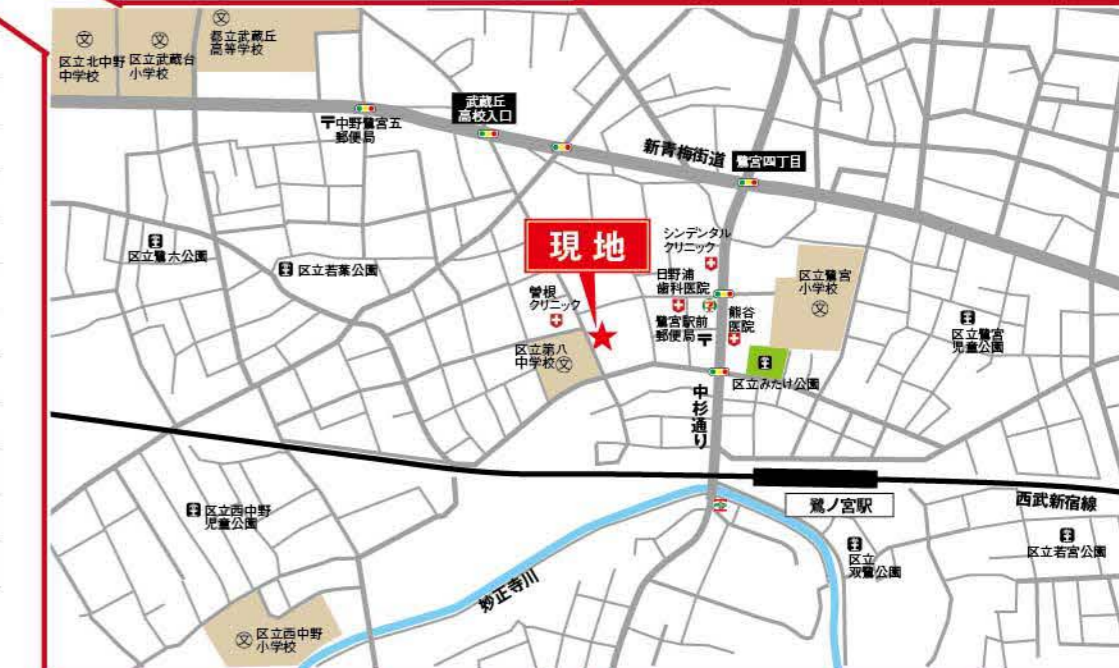 都立武蔵丘
高等学校
区立北中野
中学校
区立武蔵台
小学校
〒中野鷺宮五
郵便局
武蔵丘
高校入口
新青梅街道
鷺宮四丁目
現地
シンデンタル
クリニック
区立鷺六公園
区立若葉公園
曽根
クリニック
日野浦
歯科医院
鷺宮駅前
郵便局〒
熊谷
医院
区立鷺宮
小学校
区立鷺宮
児童公園
区立第八
中学校
区立みたけ公園
中杉通り
鷺ノ宮駅
西武新宿線
区立西中野
児童公園
区立若宮公園
区立
双鷺公園
妙正寺川
区立西中野
小学校